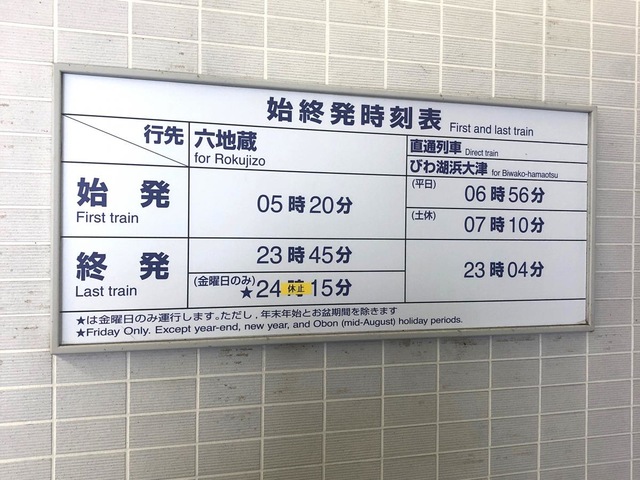 始終発時刻表 First and last train
行先
六地蔵
for Rokujizo
直通列車 Direct train
びわ湖浜大津 for Biwako-hamaotsu
始発
First train
05時20分
(平日) 06時56分
(土休) 07時10分
終発
Last train
23時45分
(金曜日のみ)
★24時15分
休止
23時04分
★は金曜日のみ運行します。ただし、年末年始とお盆期間を除きます
★Friday Only. Except year-end, new year, and Obon (mid-August) holiday periods.